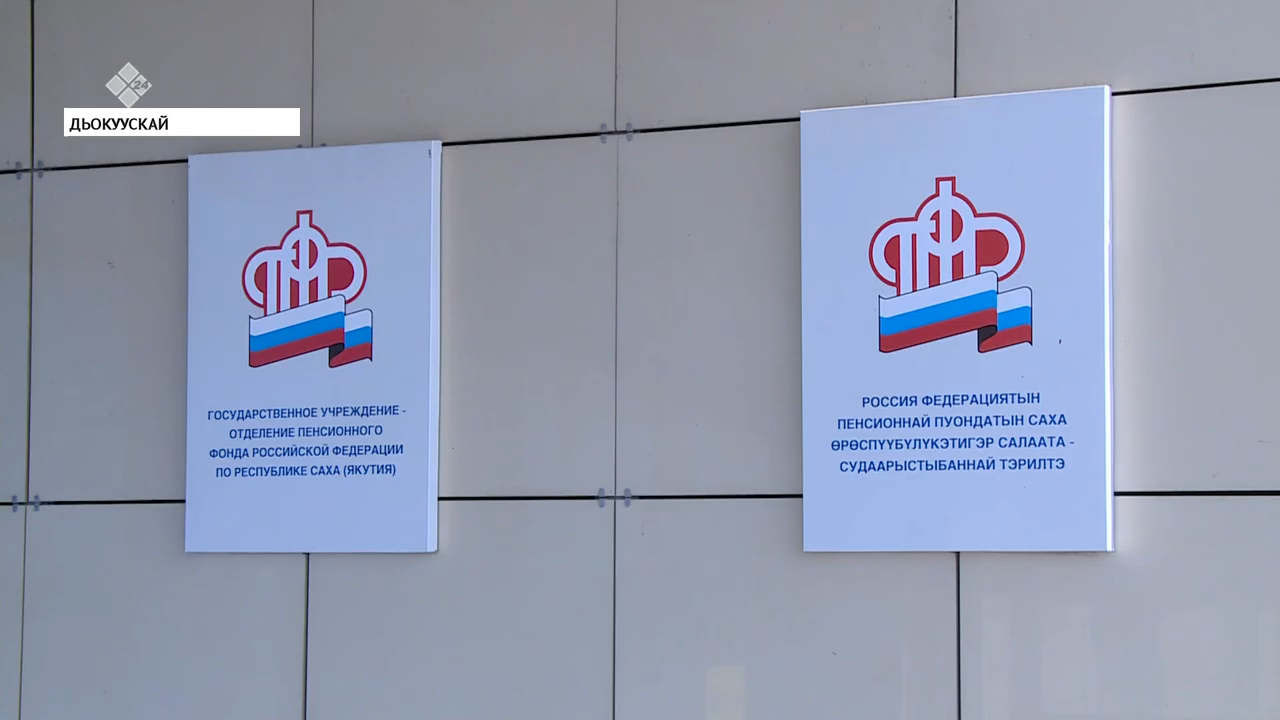 Х24
ДЬОКУУСКАЙ
ГОСУДАРСТВЕННОЕ УЧРЕЖДЕНИЕ -
ОТДЕЛЕНИЕ ПЕНСИОННОГО
ФОНДА РОССИЙСКОЙ ФЕДЕРАЦИИ
ПО РЕСПУБЛИКЕ САХА (ЯКУТИЯ)
РОССИЯ ФЕДЕРАЦИЯТЫН
ПЕНСИОННАЙ ПУОНДАТЫН САХА
ӨРӨСПҮҮБҮЛҮКЭТИГЭР САЛААТА -
СУДААРЫСТЫБАННАЙ ТЭРИЛТЭ